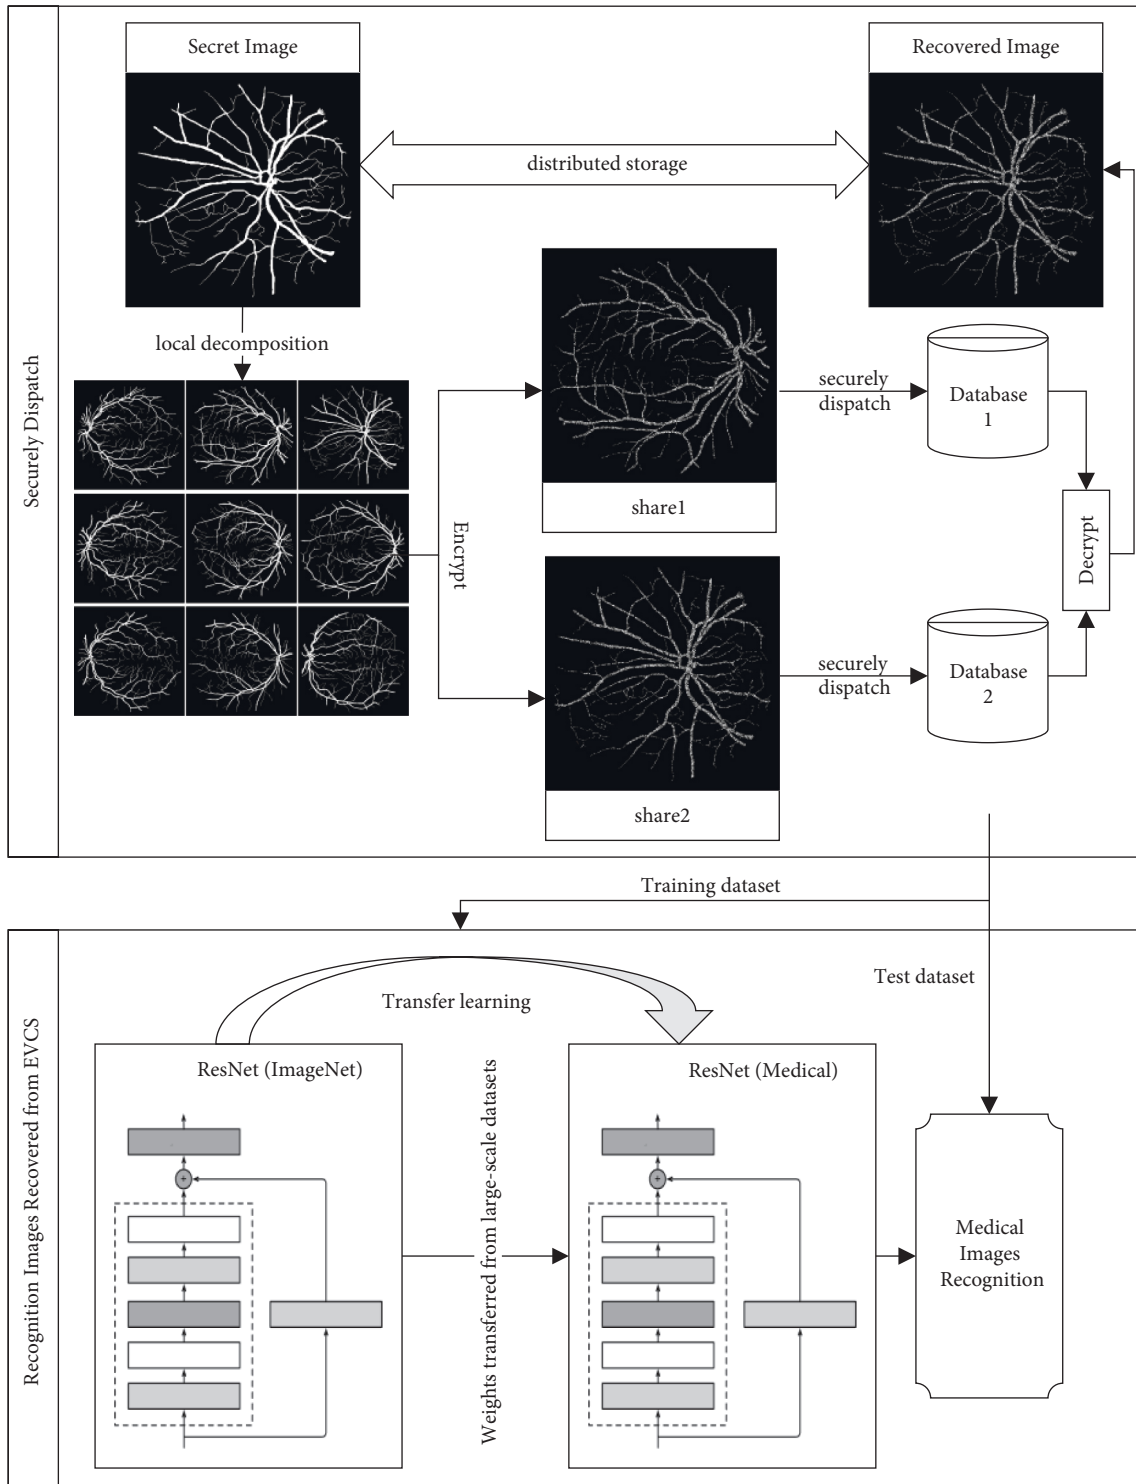 Securely Dispatch
Secret Image
Recovered Image
distributed storage
local decomposition
Encrypt
share1
share2
securely
dispatch
securely
dispatch
Database
1
Database
2
Decrypt
Training dataset
Test dataset
Recognition Images Recovered from EVCS
Transfer learning
ResNet (ImageNet)
+
Weights transferred from large-scale datasets
ResNet (Medical)
+
Medical
Images
Recognition